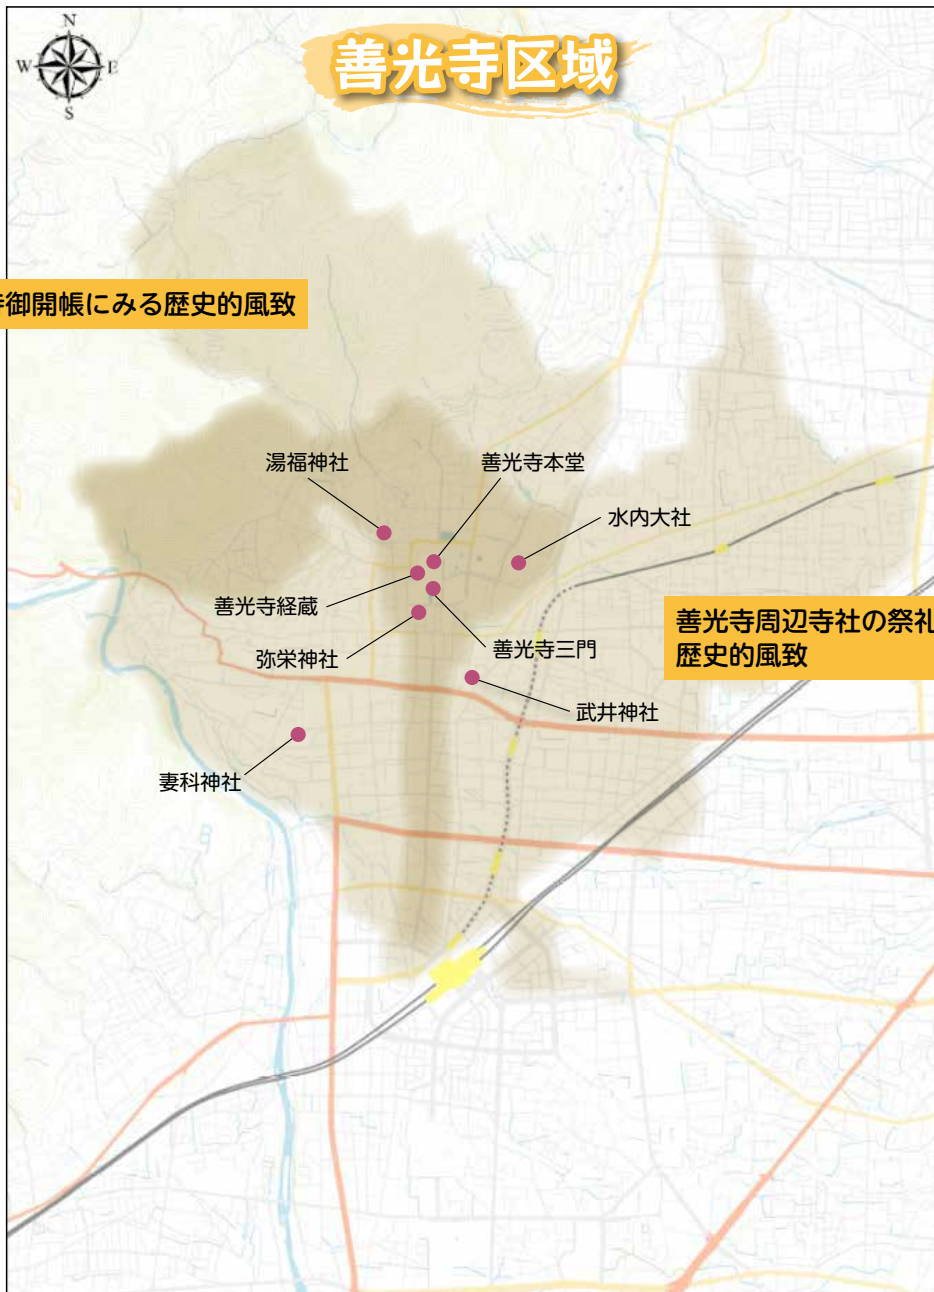 N
W E
S
善光寺区域
寺御開帳にみる歴史的風致
湯福神社
善光寺本堂
水内大社
善光寺経蔵
弥栄神社
善光寺三門
善光寺周辺寺社の祭礼
歴史的風致
武井神社
妻科神社